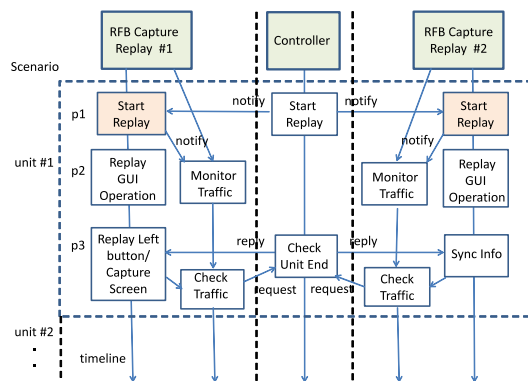 RFB Capture
Replay #1
Controller
RFB Capture
Replay #2
Scenario
p1
Start
Replay
notify
Start
Replay
notify
Start
Replay
notify
notify
unit #1
p2
Replay
GUI
Operation
Monitor
Traffic
Monitor
Traffic
Replay
GUI
Operation
p3
Replay Left
button/
Capture
Screen
reply
Check
Unit End
reply
Sync Info
Check
Traffic
request
request
Check
Traffic
unit #2
.
.
timeline